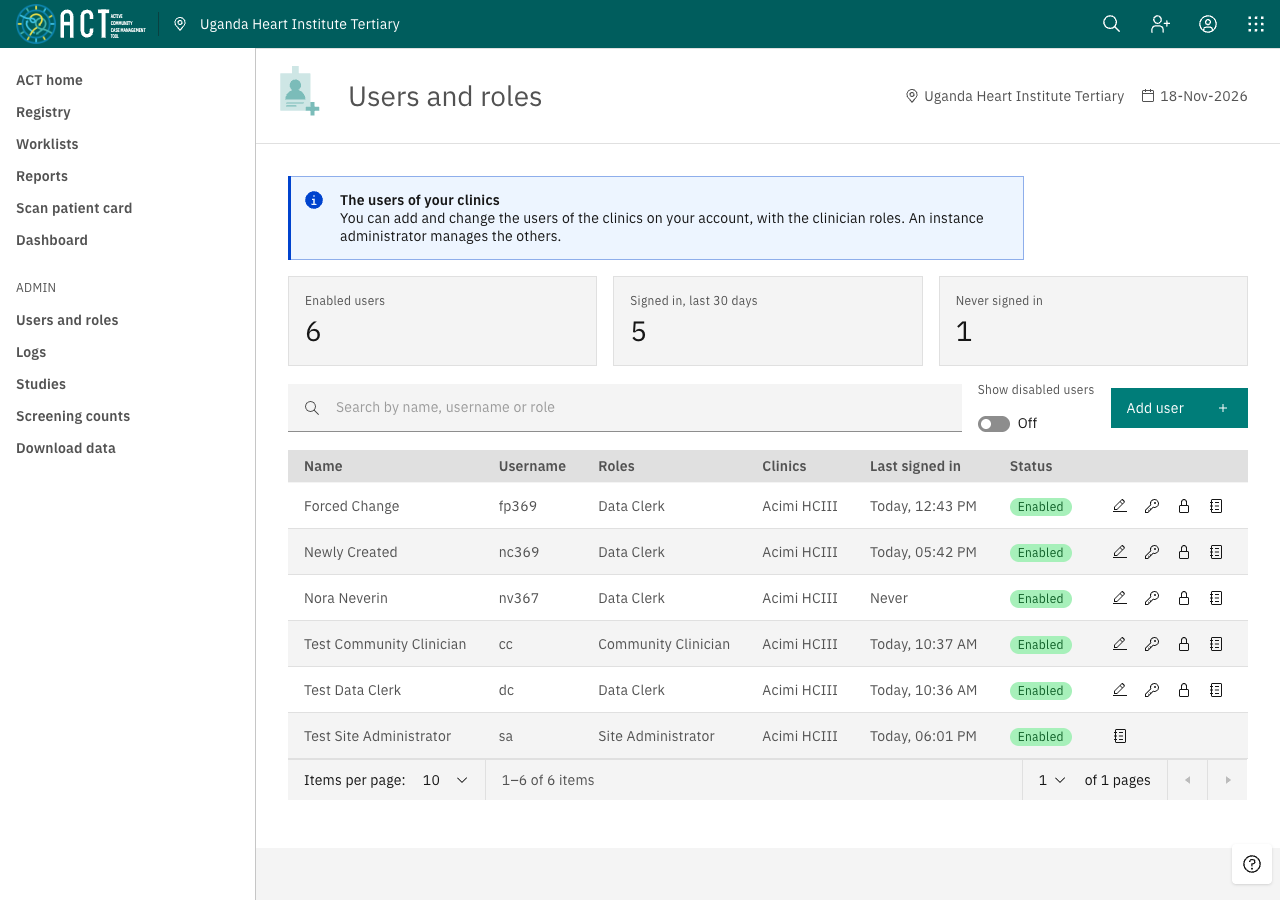 ACT ACTIVE COMMUNITY CASE MANAGEMENT TOOL
Uganda Heart Institute Tertiary
ACT home
Registry
Worklists
Reports
Scan patient card
Dashboard
ADMIN
Users and roles
Logs
Studies
Screening counts
Download data
Users and roles
Uganda Heart Institute Tertiary 18-Nov-2026
The users of your clinics
You can add and change the users of the clinics on your account, with the clinician roles. An instance
administrator manages the others.
Enabled users
6
Signed in, last 30 days
5
Never signed in
1
Search by name, username or role
Show disabled users
Off
Add user
Name Username Roles Clinics Last signed in Status
Forced Change fp369 Data Clerk Acimi HCIII Today, 12:43 PM Enabled
Newly Created nc369 Data Clerk Acimi HCIII Today, 05:42 PM Enabled
Nora Neverin nv367 Data Clerk Acimi HCIII Never Enabled
Test Community Clinician cc Community Clinician Acimi HCIII Today, 10:37 AM Enabled
Test Data Clerk dc Data Clerk Acimi HCIII Today, 10:36 AM Enabled
Test Site Administrator sa Site Administrator Acimi HCIII Today, 06:01 PM Enabled
Items per page: 10 1–6 of 6 items 1 of 1 pages